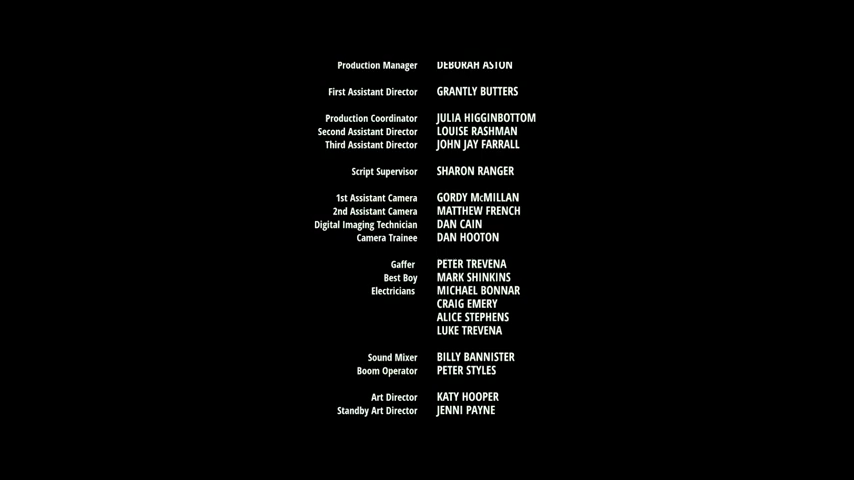 Production Manager DEBORAH ASTON
First Assistant Director GRANTLY BUTTERS
Production Coordinator JULIA HIGGINBOTTOM
Second Assistant Director LOUISE RASHMAN
Third Assistant Director JOHN JAY FARRALL
Script Supervisor SHARON RANGER
1st Assistant Camera GORDY McMILLAN
2nd Assistant Camera MATTHEW FRENCH
Digital Imaging Technician DAN CAIN
Camera Trainee DAN HOOTON
Gaffer PETER TREVENA
Best Boy MARK SHINKINS
Electricians MICHAEL BONNAR
CRAIG EMERY
ALICE STEPHENS
LUKE TREVENA
Sound Mixer BILLY BANNISTER
Boom Operator PETER STYLES
Art Director KATY HOOPER
Standby Art Director JENNI PAYNE